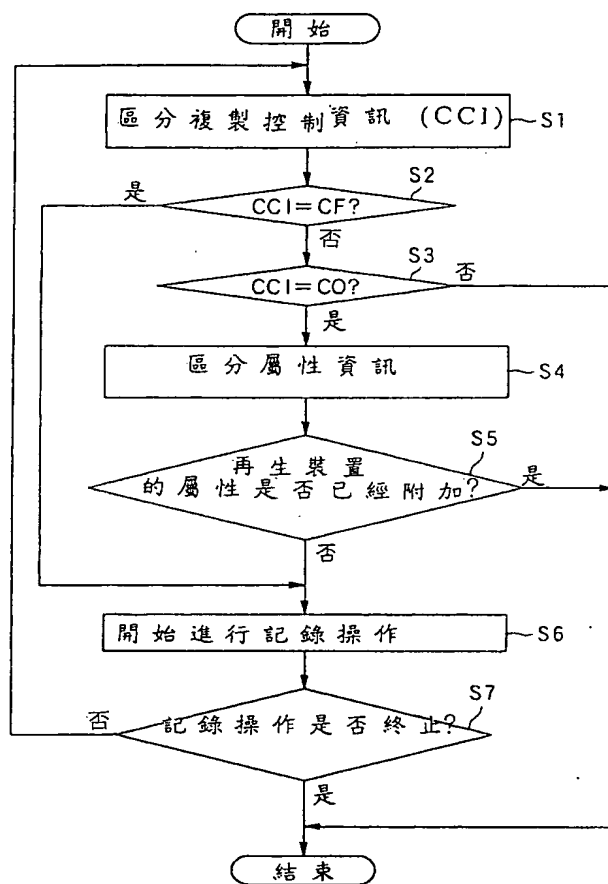 開始
區分複製控制資訊 (CCI)
S1
是
S2
CCI=CF?
否
S3
CCI=CO?
否
是
區分屬性資訊
S4
S5
再生裝置
的屬性是否已經附加?
是
否
開始進行記錄操作
S6
S7
否
記錄操作是否終止?
是
結束